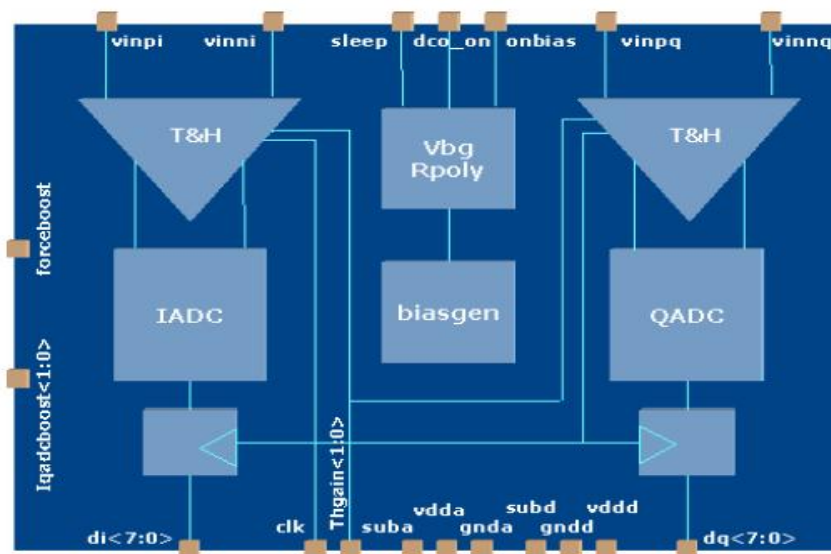 vinpi
vinni
sleep
dco_on
onbias
vinpq
vinnq
T&H
Vbg
Rpoly
T&H
forceboost
IADC
biasgen
QADC
Iqadcboost<1:0>
Thgain<1:0>
di<7:0>
clk
suba
vdda
gnda
subd
gndd
vddd
dq<7:0>